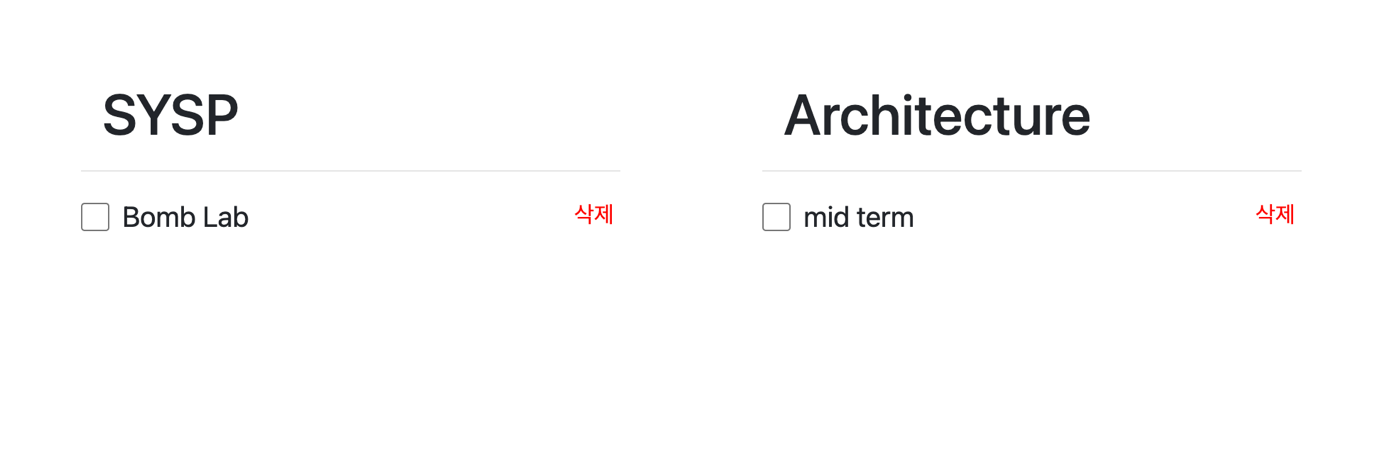 SYSP
Bomb Lab 삭제
Architecture
mid term 삭제